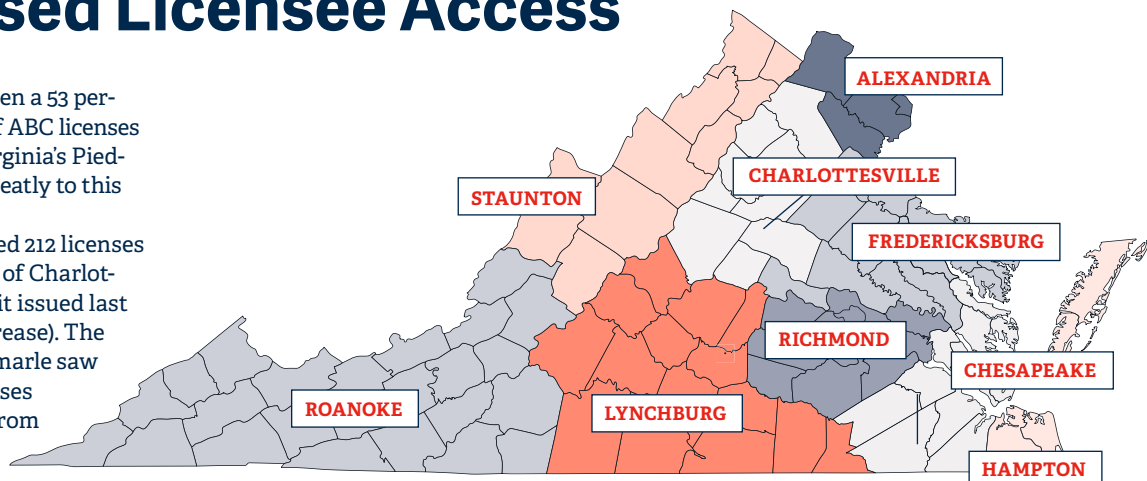 sed Licensee Access
en a 53 per-
f ABC licenses
rginia’s Pied-
eatly to this
ed 212 licenses
of Charlot-
it issued last
rease). The
marle saw
ses
rom
ALEXANDRIA
CHARLOTTESVILLE
STAUNTON
FREDERICKSBURG
RICHMOND
CHESAPEAKE
ROANOKE
LYNCHBURG
HAMPTON